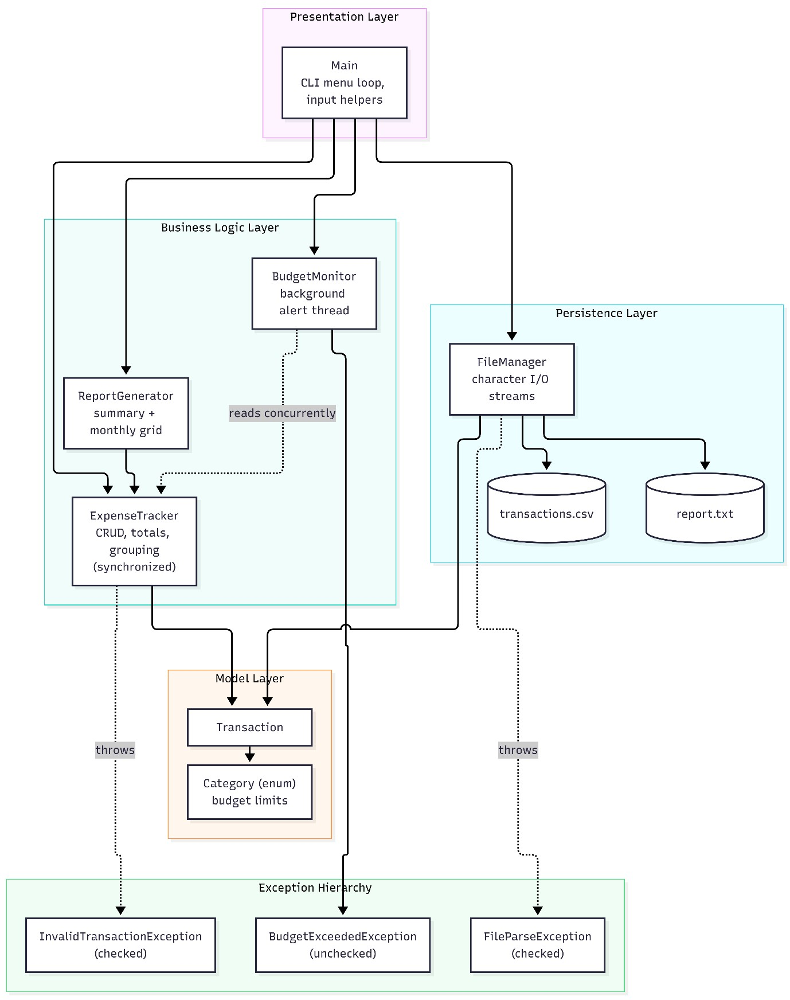 Presentation Layer
Main
CLI menu loop,
input helpers
Business Logic Layer
BudgetMonitor
background
alert thread
Persistence Layer
FileManager
character I/O
streams
ReportGenerator
summary +
monthly grid
reads concurrently
ExpenseTracker
CRUD, totals,
grouping
(synchronized)
transactions.csv
report.txt
Model Layer
Transaction
Category (enum)
budget limits
throws
throws
Exception Hierarchy
InvalidTransactionException
(checked)
BudgetExceededException
(unchecked)
FileParseException
(checked)